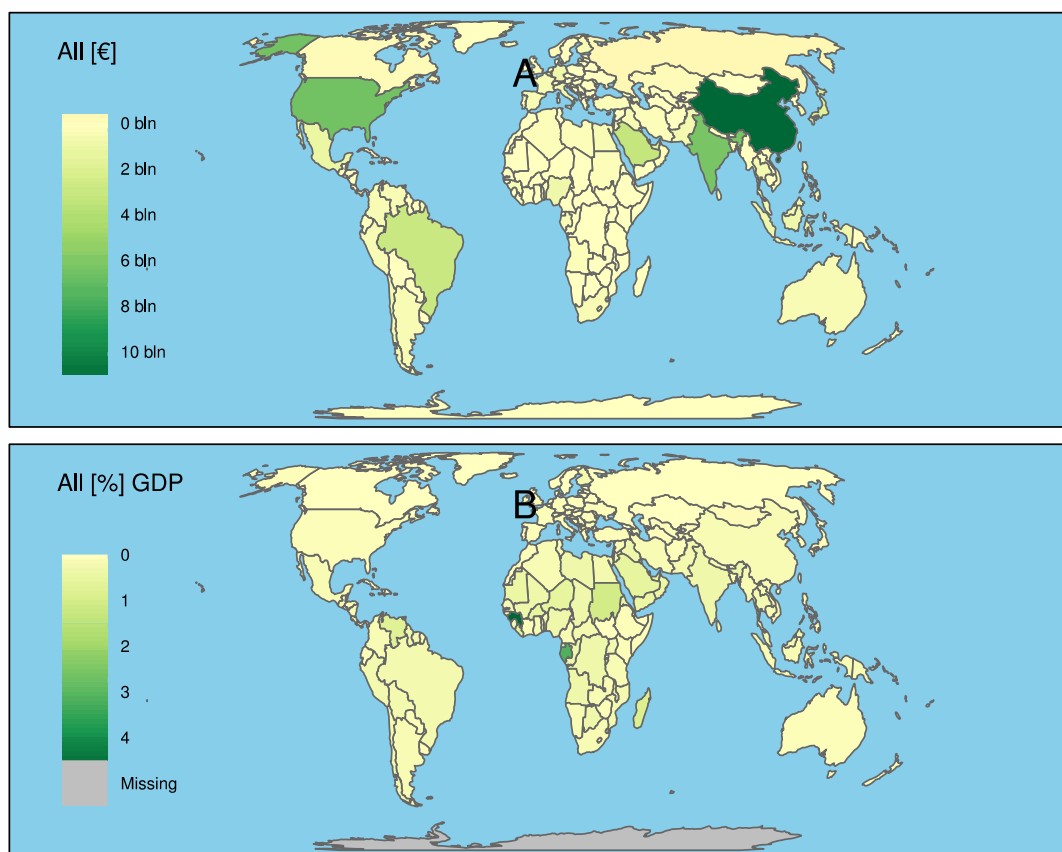 All [€]
A
0 bln
2 bln
4 bln
6 bln
8 bln
10 bln
All [%] GDP
B
0
1
2
3
4
Missing